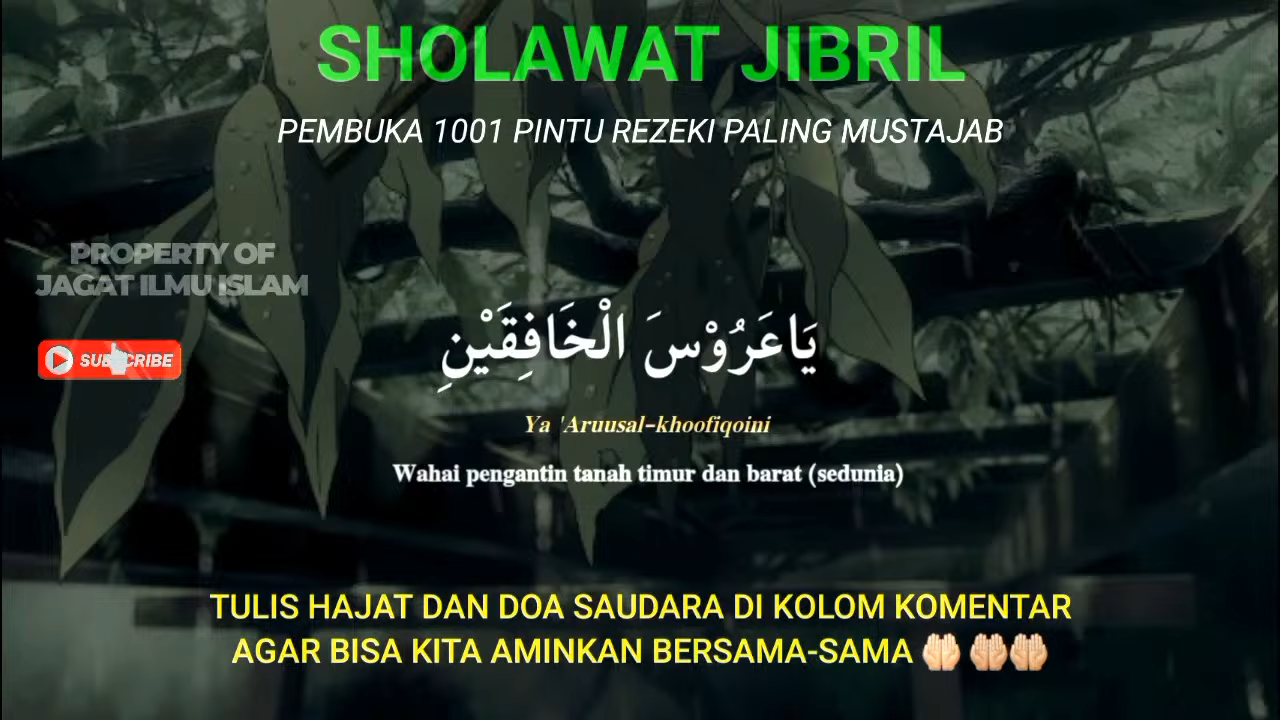 SHOLAWAT JIBRIL
PEMBUKA 1001 PINTU REZEKI PALING MUSTAJAB
PROPERTY OF
JAGAT ILMU ISLAM
يَاعَرُوْسَ الْخَافِقَيْنِ
SUBSCRIBE
Ya 'Aruusal-khoofiqoini
Wahai pengantin tanah timur dan barat (sedunia)
TULIS HAJAT DAN DOA SAUDARA DI KOLOM KOMENTAR
AGAR BISA KITA AMINKAN BERSAMA-SAMA 🤲🏻 🤲🏻🤲🏻